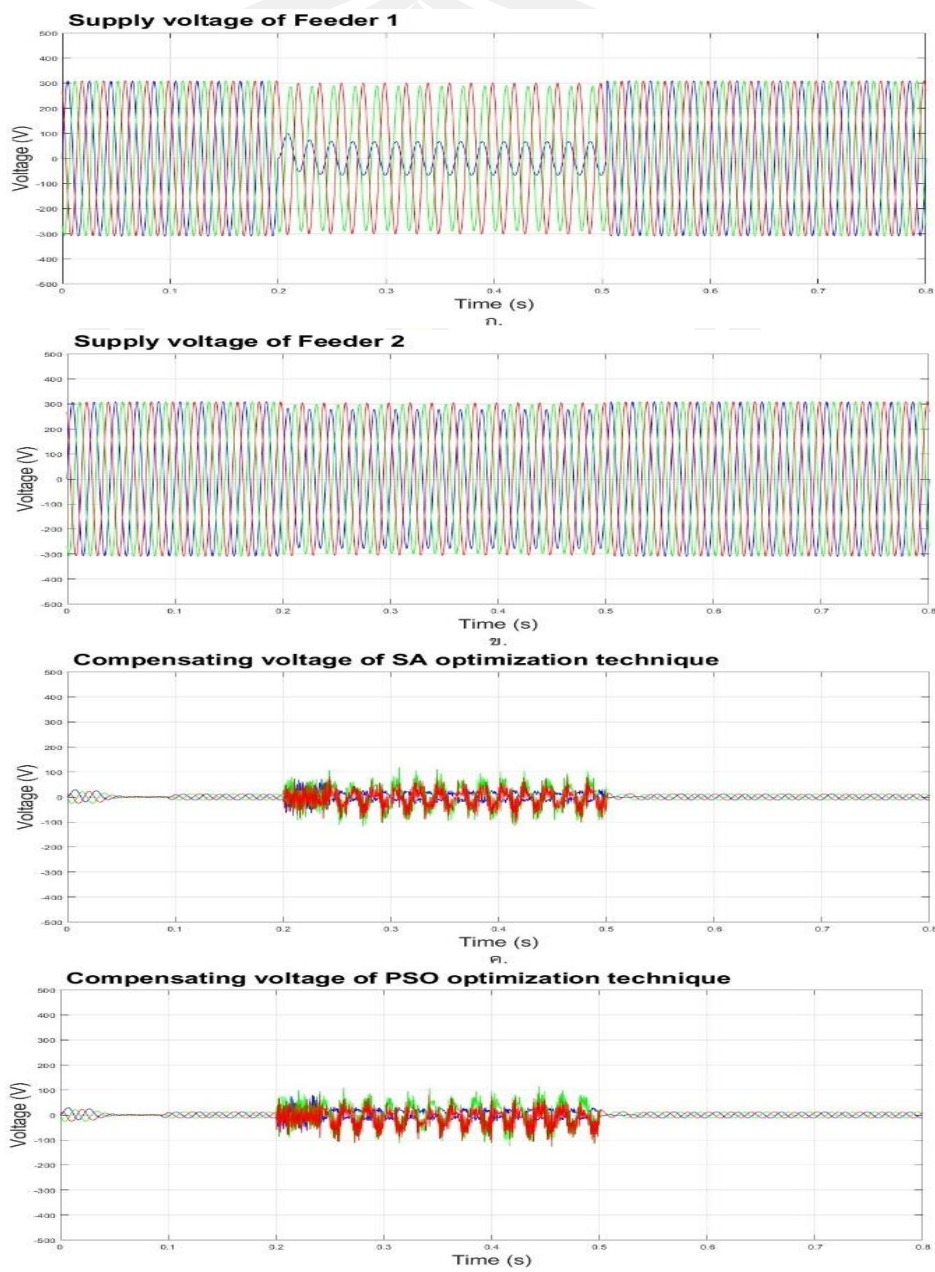 Supply voltage of Feeder 1
500
400
300
200
100
0
-100
-200
-300
-400
-500
Voltage (V)
0 0.1 0.2 0.3 0.4 0.5 0.6 0.7 0.8
Time (s)
ก.
Supply voltage of Feeder 2
500
400
300
200
100
0
-100
-200
-300
-400
-500
Voltage (V)
0 0.1 0.2 0.3 0.4 0.5 0.6 0.7 0.8
Time (s)
ข.
Compensating voltage of SA optimization technique
500
400
300
200
100
0
-100
-200
-300
-400
-500
Voltage (V)
0 0.1 0.2 0.3 0.4 0.5 0.6 0.7 0.8
Time (s)
ค.
Compensating voltage of PSO optimization technique
500
400
300
200
100
0
-100
-200
-300
-400
-500
Voltage (V)
0 0.1 0.2 0.3 0.4 0.5 0.6 0.7 0.8
Time (s)